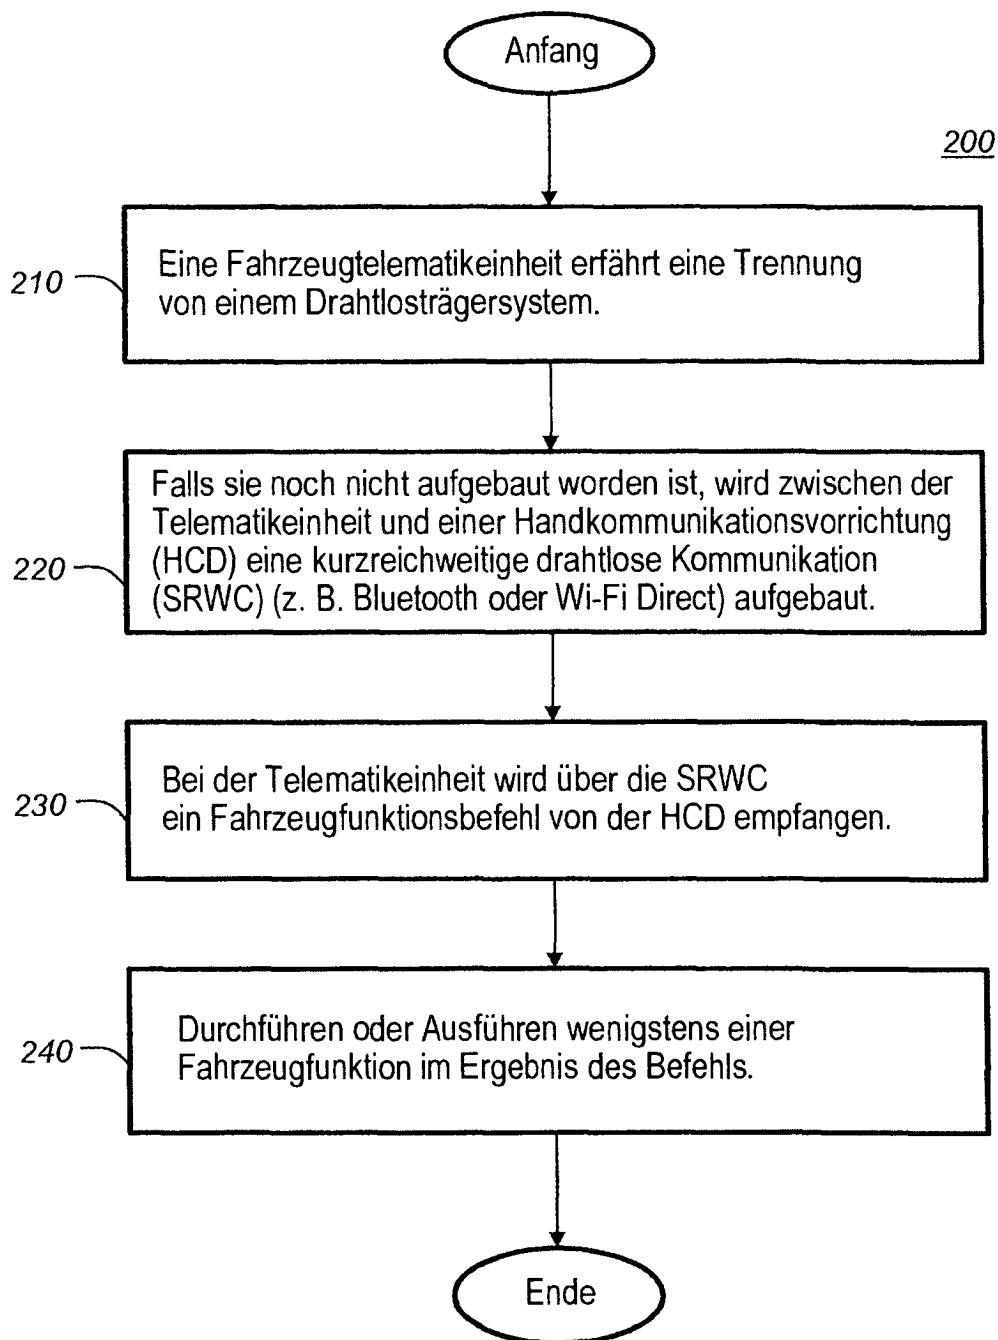 Anfang
200
210
Eine Fahrzeugtelematikeinheit erfährt eine Trennung
von einem Drahtlosträgersystem.
220
Falls sie noch nicht aufgebaut worden ist, wird zwischen der
Telematikeinheit und einer Handkommunikationsvorrichtung
(HCD) eine kurzreichweitige drahtlose Kommunikation
(SRWC) (z. B. Bluetooth oder Wi-Fi Direct) aufgebaut.
230
Bei der Telematikeinheit wird über die SRWC
ein Fahrzeugfunktionsbefehl von der HCD empfangen.
240
Durchführen oder Ausführen wenigstens einer
Fahrzeugfunktion im Ergebnis des Befehls.
Ende